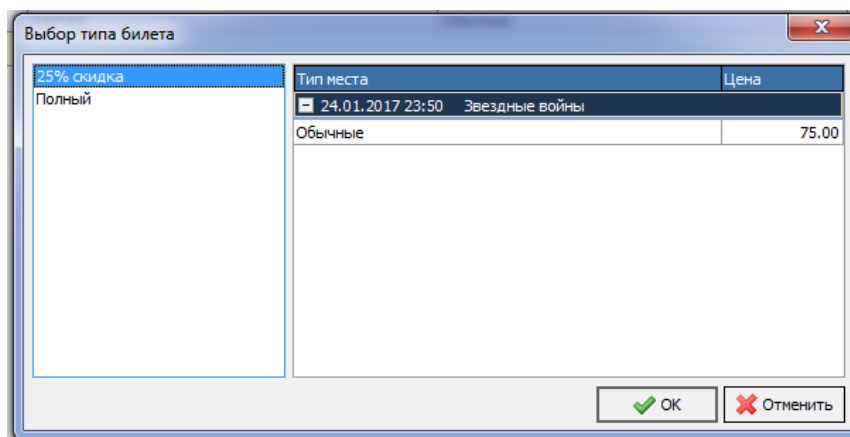 Выбор типа билета
25% скидка
Полный
Тип места Цена
24.01.2017 23:50 Звездные войны
Обычные 75.00
OK Отменить